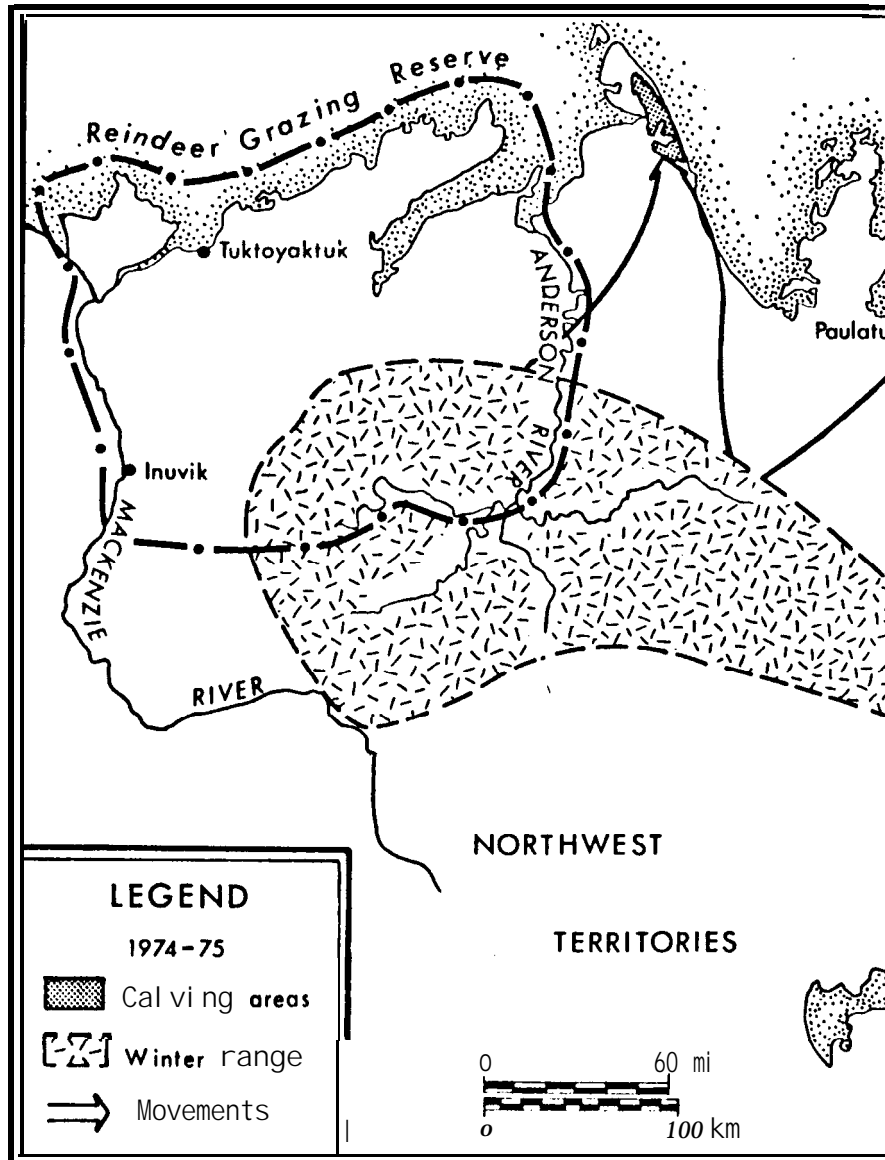 Reindeer Grazing Reserve
Tuktoyaktuk
ANDERSON RIVER
Paulatu
Inuvik
MACKENZIE RIVER
NORTHWEST
TERRITORIES
LEGEND
1974-75
Calving areas
Winter range
Movements
0 60 mi
0 100 km